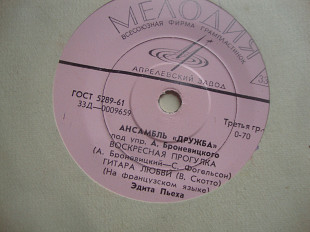 МЕЛОДИЯ
ВСЕСОЮЗНАЯ ФИРМА ГРАМПЛАСТИНОК
33
АПРЕЛЕВСКИЙ ЗАВОД
ГОСТ 5289-61
33Д—0009659
Третья гр.
0-70
АНСАМБЛЬ «ДРУЖБА»
под упр. А. Броневицкого
ВОСКРЕСНАЯ ПРОГУЛКА
(А. Броневицкий—С. Фогельсон)
ГИТАРА ЛЮБВИ (В. Скотто)
(На французском языке)
Эдита Пьеха